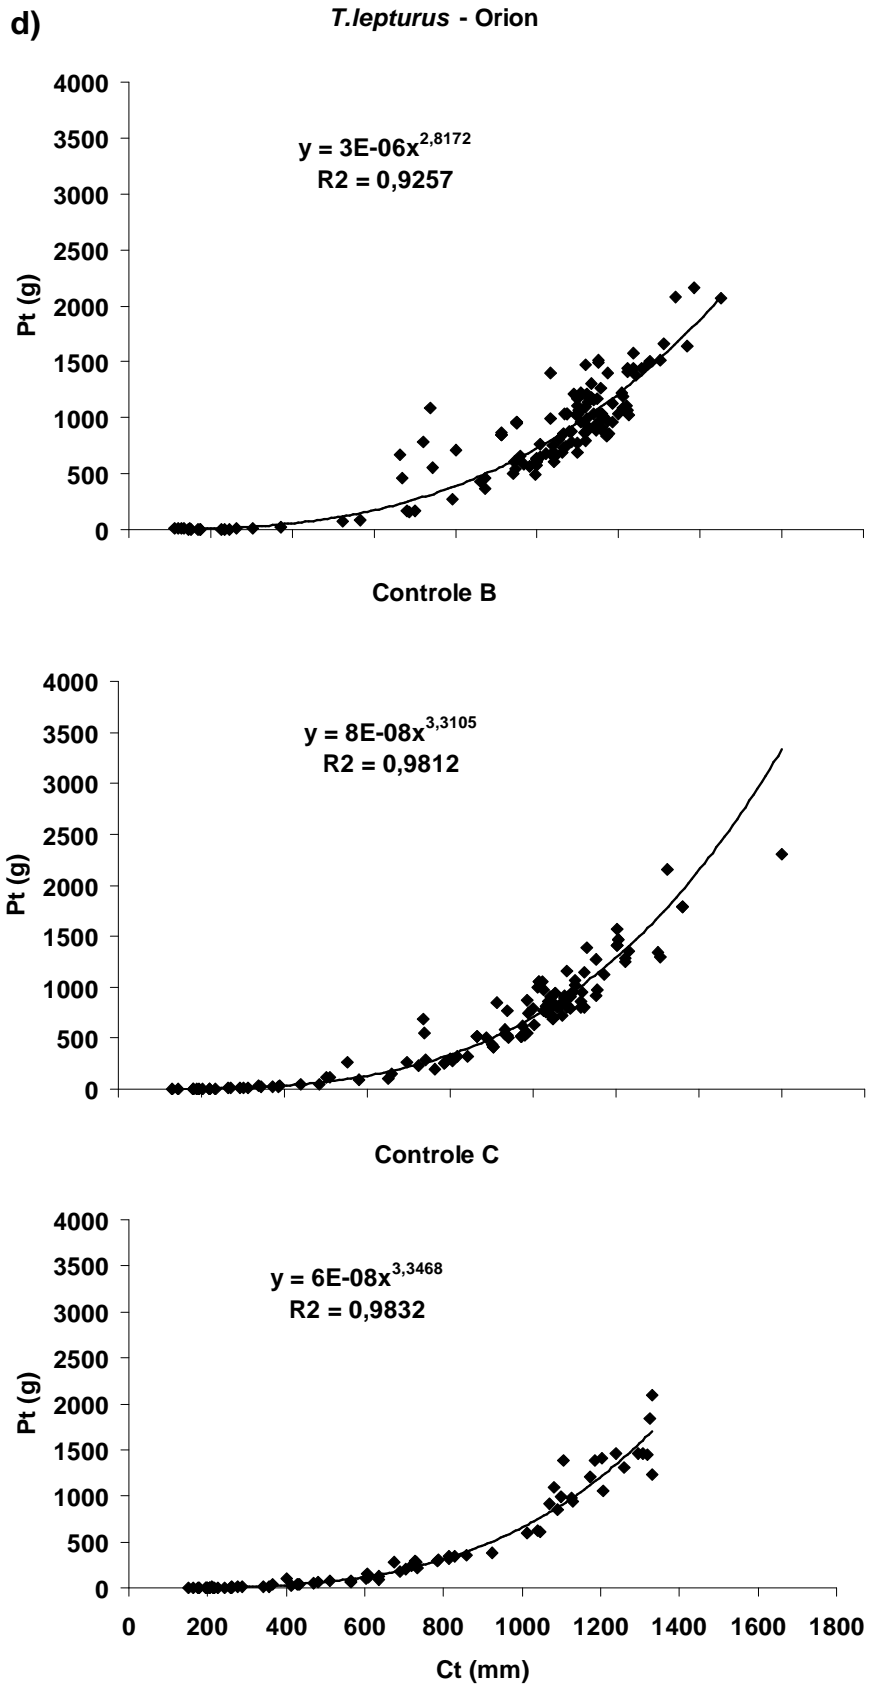 d)
T.lepturus - Orion
4000
3500
3000
2500
2000
1500
1000
500
0
Pt (g)
y = 3E-06x^2,8172
R2 = 0,9257
Controle B
4000
3500
3000
2500
2000
1500
1000
500
0
Pt (g)
y = 8E-08x^3,3105
R2 = 0,9812
Controle C
4000
3500
3000
2500
2000
1500
1000
500
0
Pt (g)
y = 6E-08x^3,3468
R2 = 0,9832
0 200 400 600 800 1000 1200 1400 1600 1800
Ct (mm)